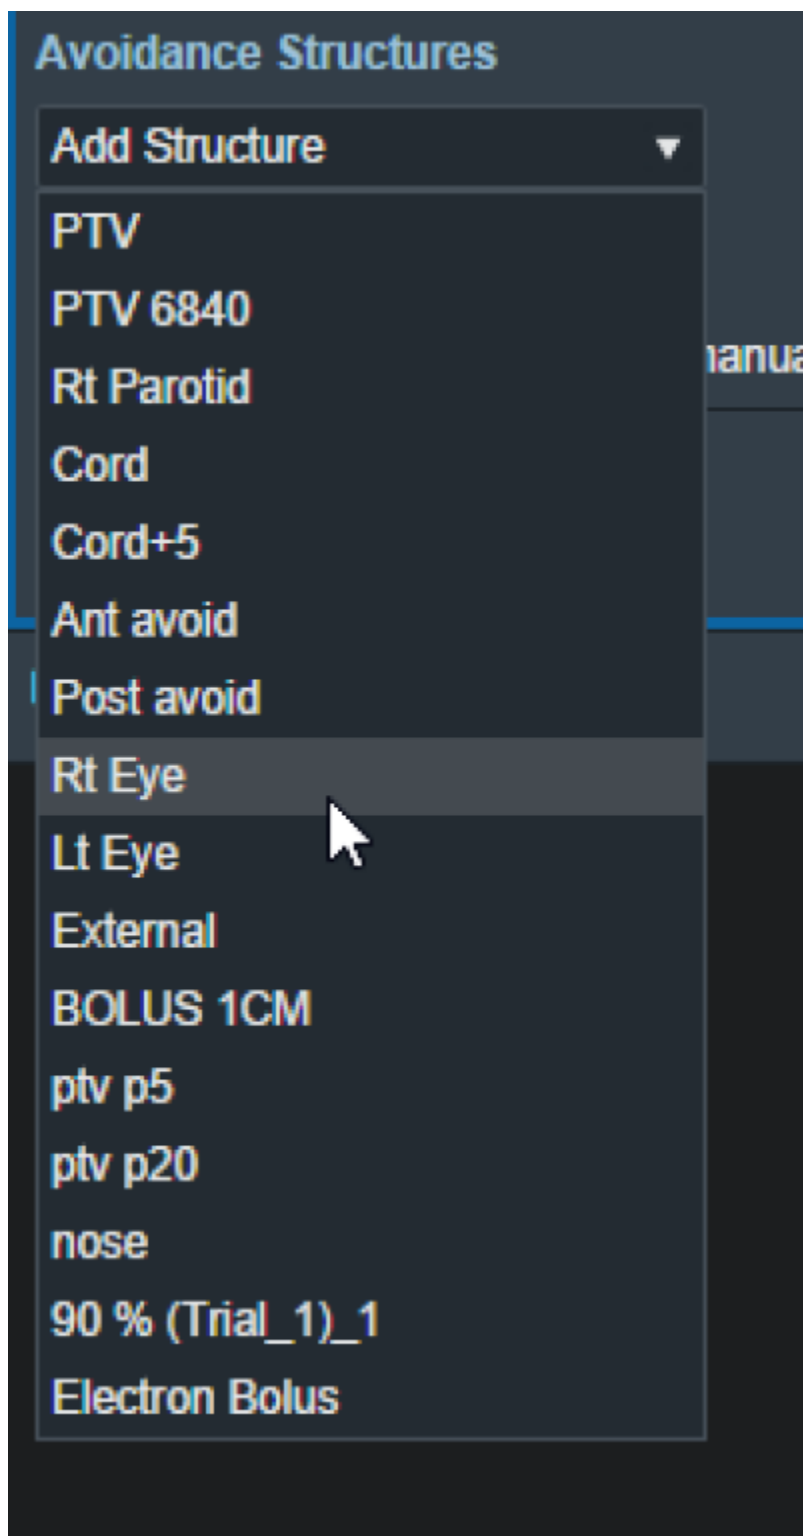 Avoidance Structures
Add Structure
PTV
PTV 6840
Rt Parotid
Cord
Cord+5
Ant avoid
Post avoid
Rt Eye
Lt Eye
External
BOLUS 1CM
ptv p5
ptv p20
nose
90 % (Trial_1)_1
Electron Bolus